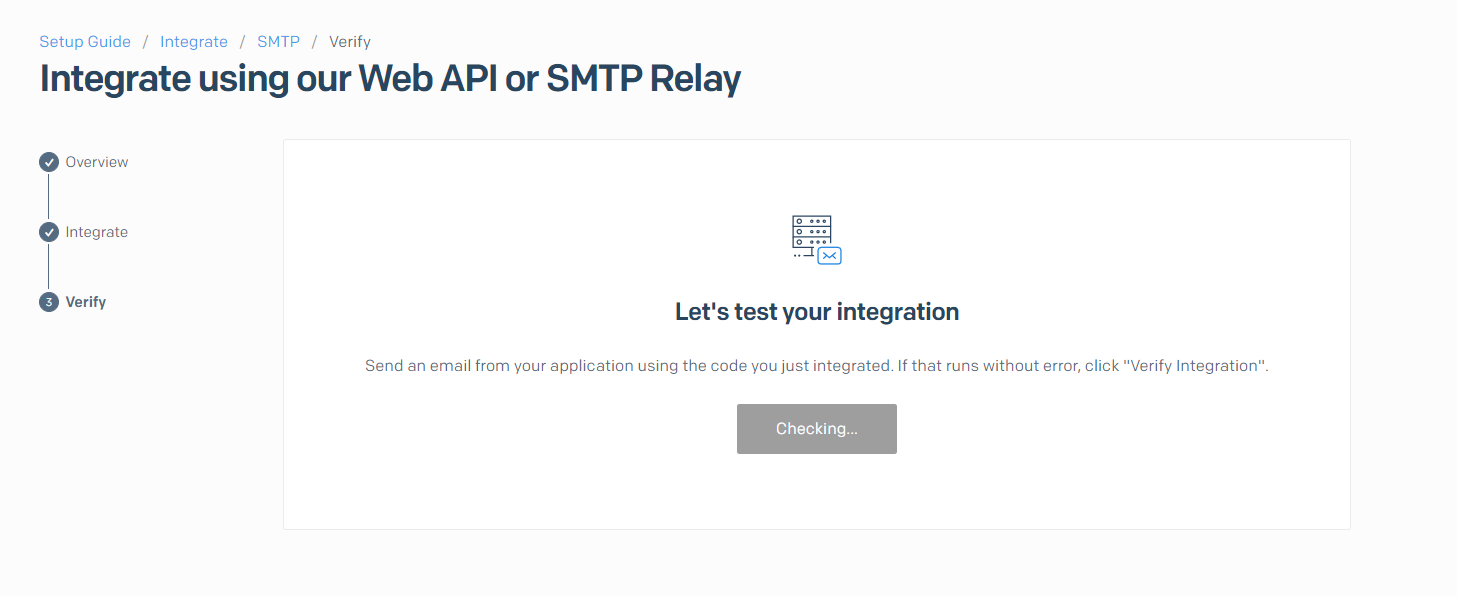 Setup Guide / Integrate / SMTP / Verify
Integrate using our Web API or SMTP Relay
Overview
Integrate
3 Verify
Let's test your integration
Send an email from your application using the code you just integrated. If that runs without error, click "Verify Integration".
Checking...